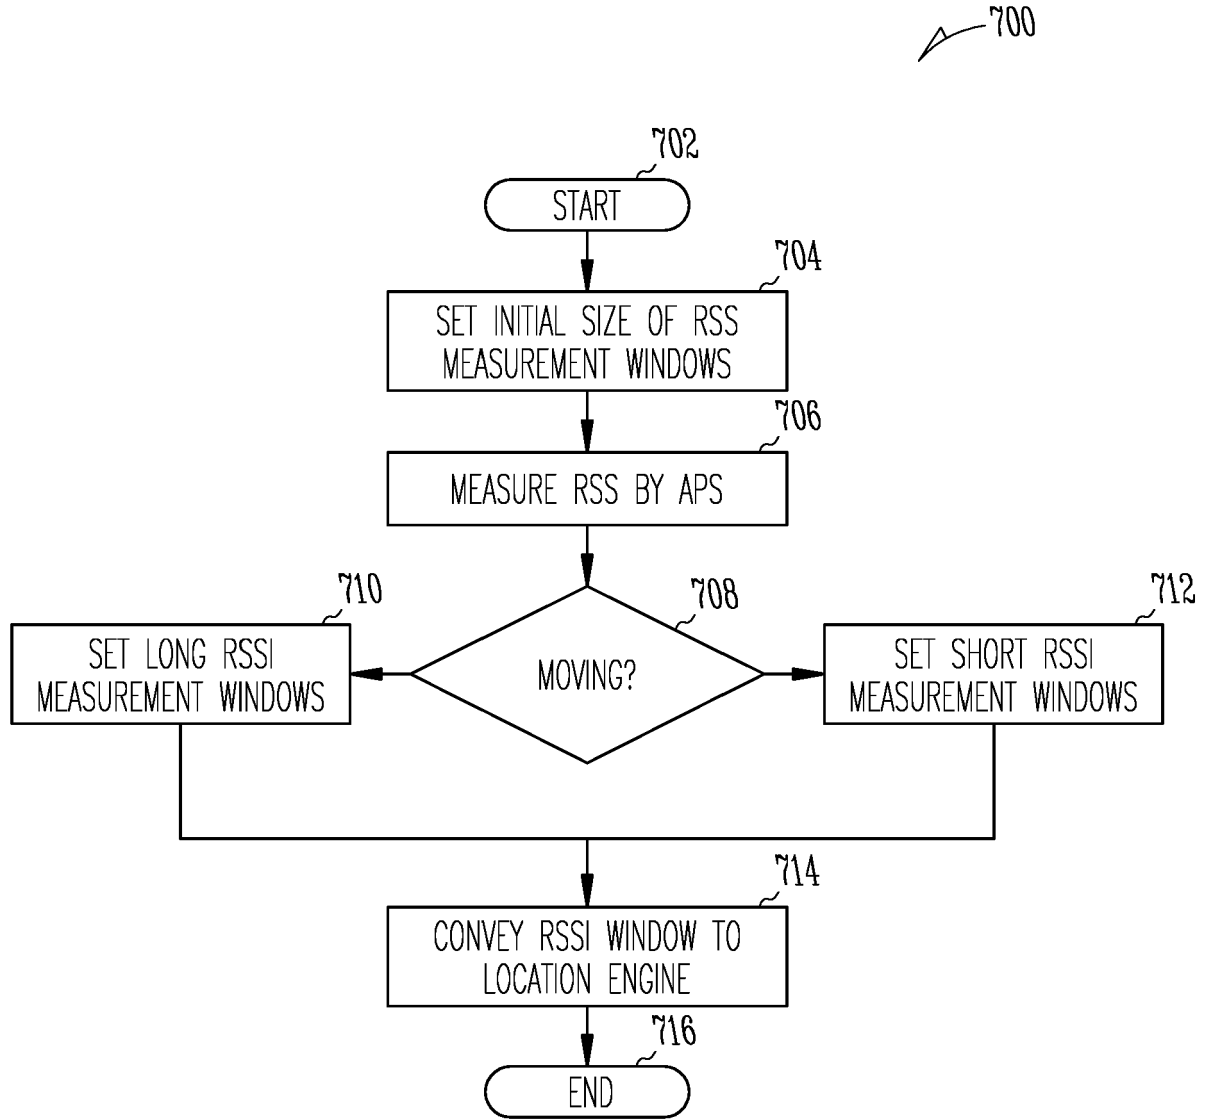 700
702
START
704
SET INITIAL SIZE OF RSS
MEASUREMENT WINDOWS
706
MEASURE RSS BY APS
708
MOVING?
710
SET LONG RSSI
MEASUREMENT WINDOWS
712
SET SHORT RSSI
MEASUREMENT WINDOWS
714
CONVEY RSSI WINDOW TO
LOCATION ENGINE
716
END